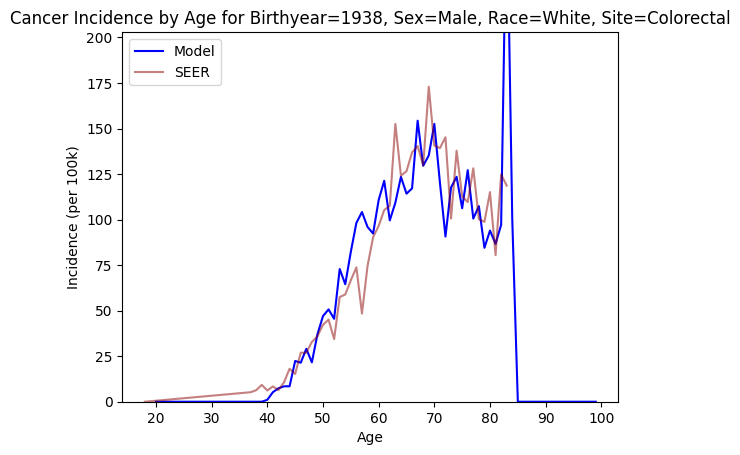 Cancer Incidence by Age for Birthyear=1938, Sex=Male, Race=White, Site=Colorectal
Model
SEER
Incidence (per 100k)
200
175
150
125
100
75
50
25
0
20 30 40 50 60 70 80 90 100
Age